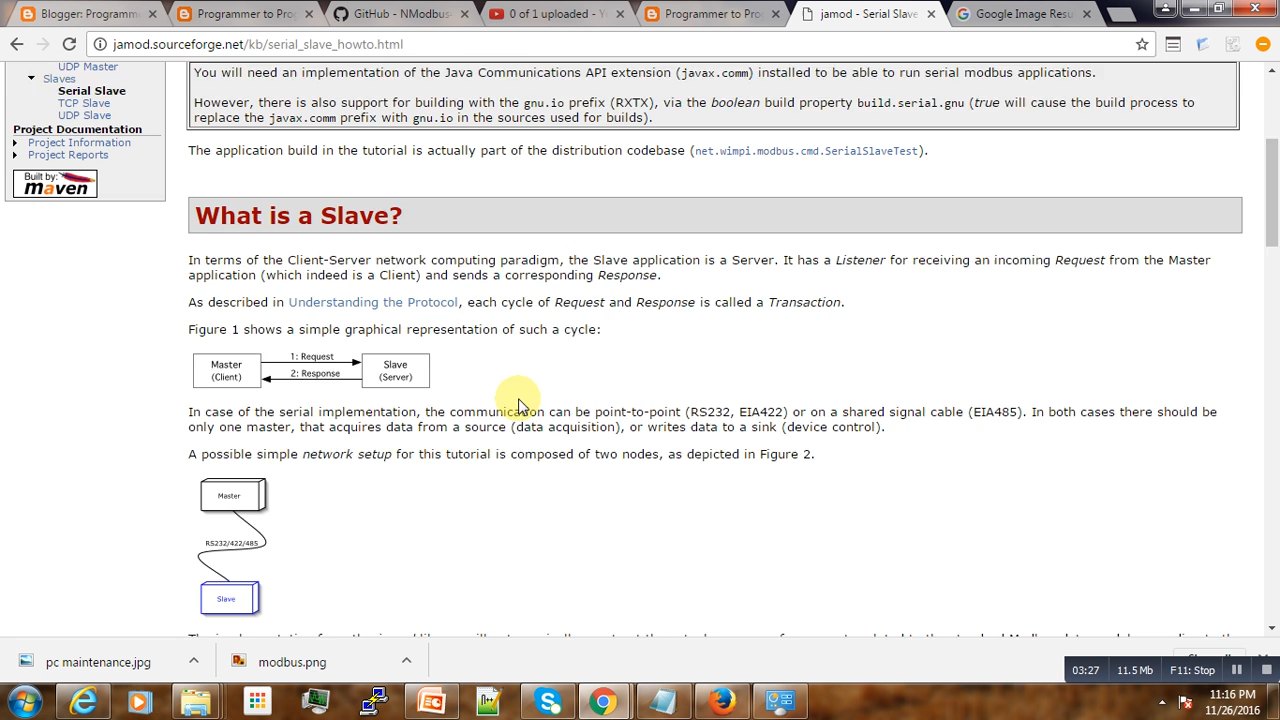 Blogger: Programm
Programmer to Prog
GitHub - NModbus
0 of 1 uploaded - Y
Programmer to Prog
jamod - Serial Slave
Google Image Resu
jamod.sourceforge.net/kb/serial_slave_howto.html
UDP Master
Slaves
Serial Slave
TCP Slave
UDP Slave
Project Documentation
Project Information
Project Reports
Built by:
maven
You will need an implementation of the Java Communications API extension (javax.comm) installed to be able to run serial modbus applications.
However, there is also support for building with the gnu.io prefix (RXTX), via the boolean build property build.serial.gnu (true will cause the build process to
replace the javax.comm prefix with gnu.io in the sources used for builds).
The application build in the tutorial is actually part of the distribution codebase (net.wimpi.modbus.cmd.SerialSlaveTest).
What is a Slave?
In terms of the Client-Server network computing paradigm, the Slave application is a Server. It has a Listener for receiving an incoming Request from the Master
application (which indeed is a Client) and sends a corresponding Response.
As described in Understanding the Protocol, each cycle of Request and Response is called a Transaction.
Figure 1 shows a simple graphical representation of such a cycle:
Master
(Client)
1: Request
2: Response
Slave
(Server)
In case of the serial implementation, the communication can be point-to-point (RS232, EIA422) or on a shared signal cable (EIA485). In both cases there should be
only one master, that acquires data from a source (data acquisition), or writes data to a sink (device control).
A possible simple network setup for this tutorial is composed of two nodes, as depicted in Figure 2.
Master
RS232/422/485
Slave
pc maintenance.jpg
modbus.png
03:27
11.5 Mb
F11: Stop
11:16 PM
11/26/2016